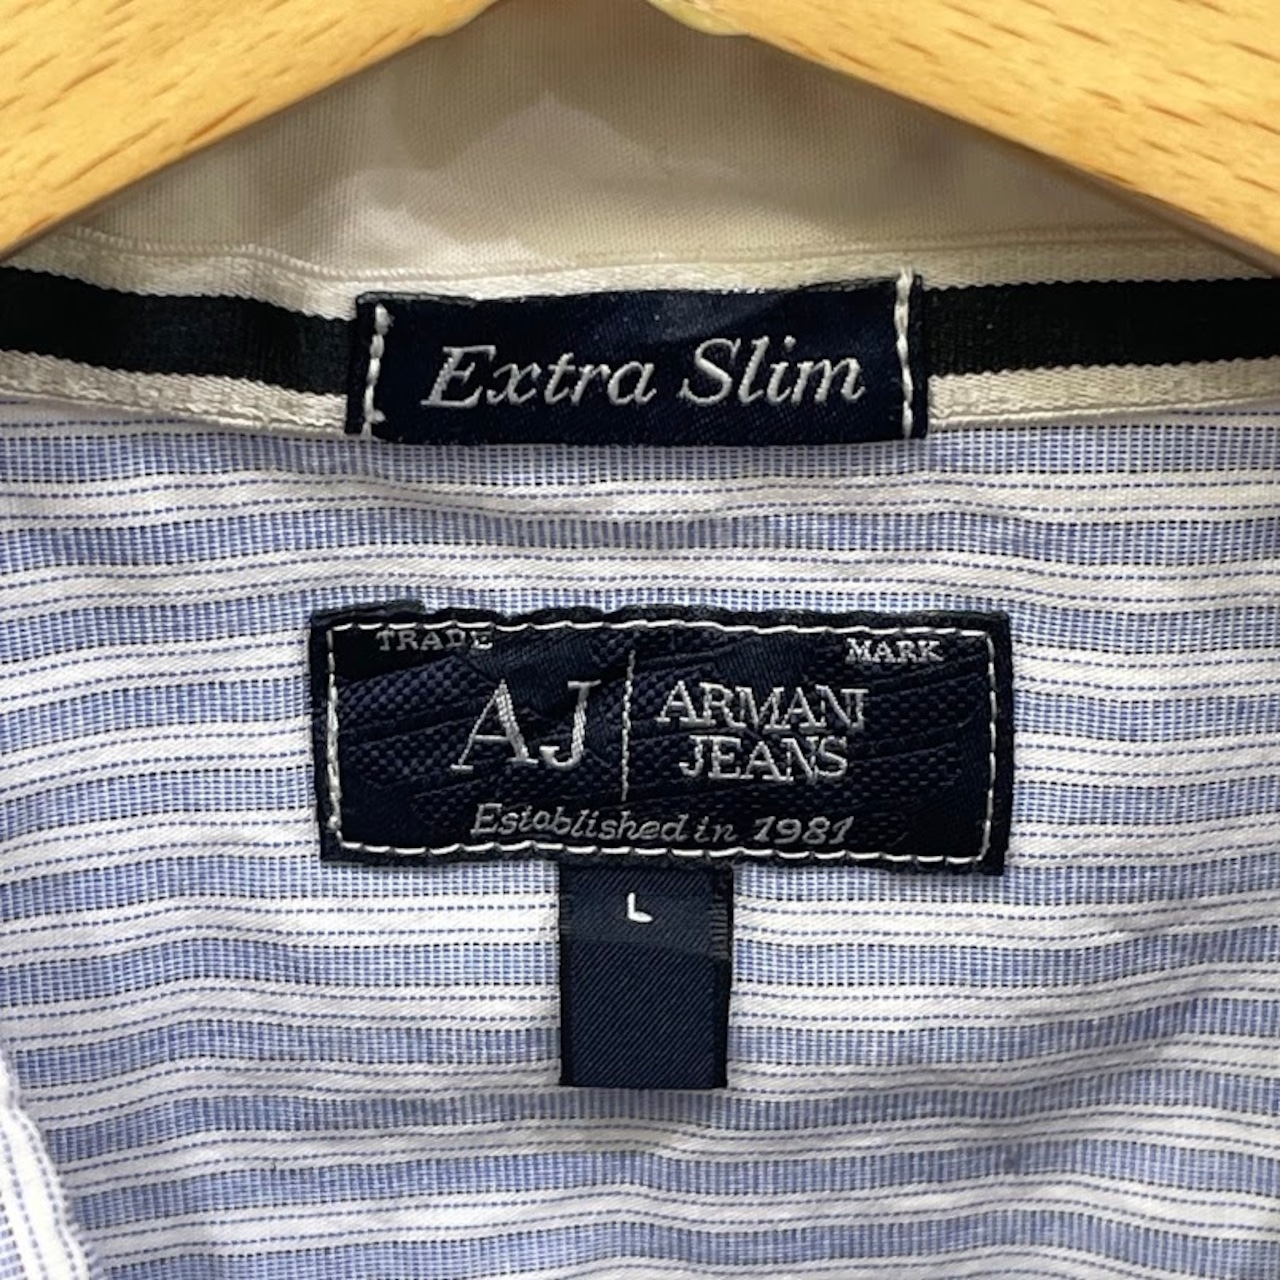 Extra Slim
TRADE MARK
AJ ARMANI
JEANS
Established in 1981
L